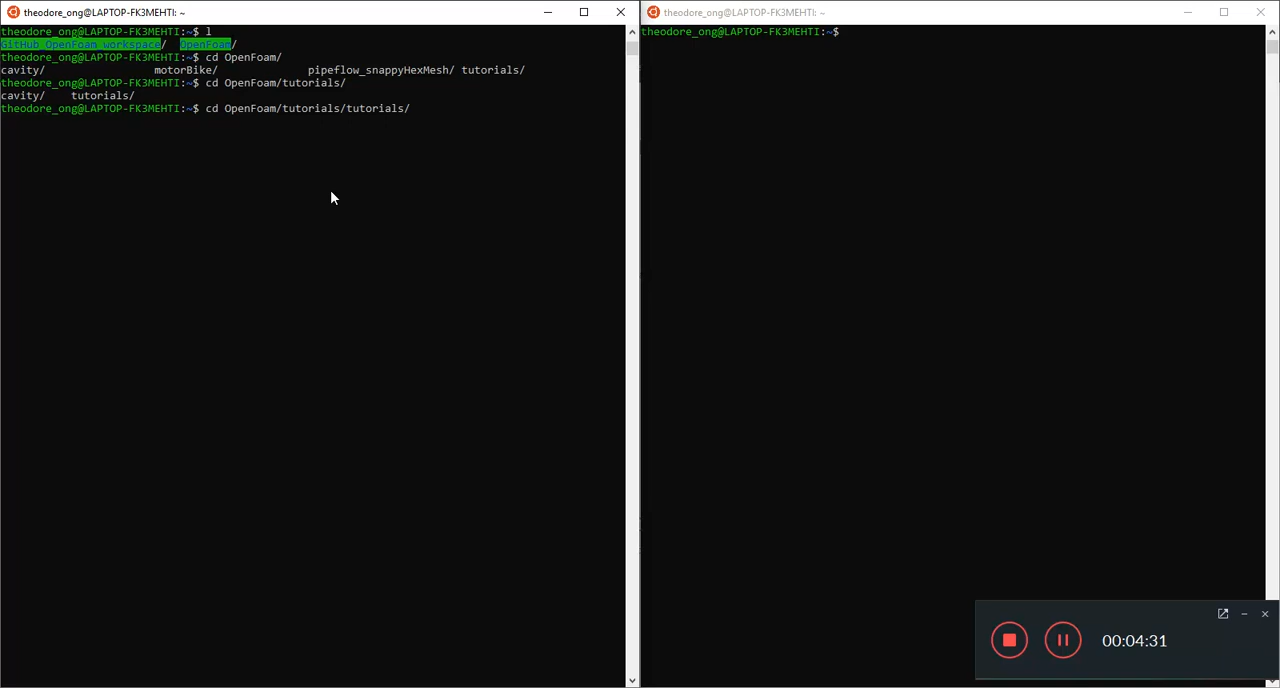 theodore_ong@LAPTOP-FK3MEHTI: ~
theodore_ong@LAPTOP-FK3MEHTI:~$ l
GitHub_OpenFoam_workspace/  OpenFoam/
theodore_ong@LAPTOP-FK3MEHTI:~$ cd OpenFoam/
cavity/ motorBike/ pipeflow_snappyHexMesh/ tutorials/
theodore_ong@LAPTOP-FK3MEHTI:~$ cd OpenFoam/tutorials/
cavity/ tutorials/
theodore_ong@LAPTOP-FK3MEHTI:~$ cd OpenFoam/tutorials/tutorials/
theodore_ong@LAPTOP-FK3MEHTI: ~
theodore_ong@LAPTOP-FK3MEHTI:~$
00:04:31